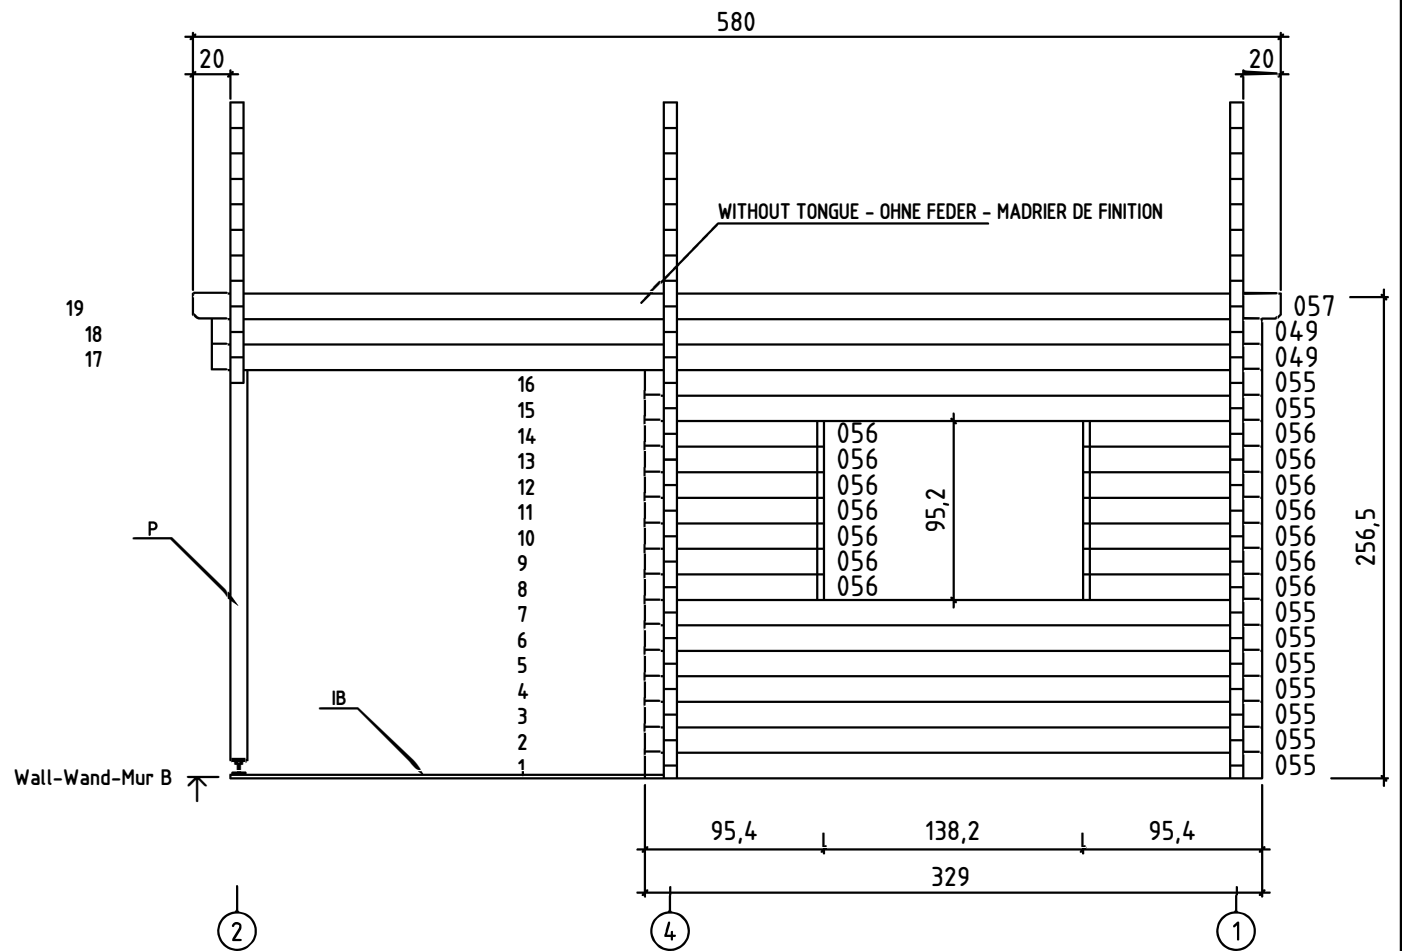 580
20 20
WITHOUT TONGUE - OHNE FEDER - MADRIER DE FINITION
19 057
18 049
17 049
16 055
15 055
14 056 056
13 056 056
12 056 056
11 056 056
10 056 056
9 056 056
8 056 056
7 055
6 055
5 055
4 055
3 055
2 055
1 055
95,2
256,5
P
IB
Wall-Wand-Mur B
95,4 138,2 95,4
329
2 4 1